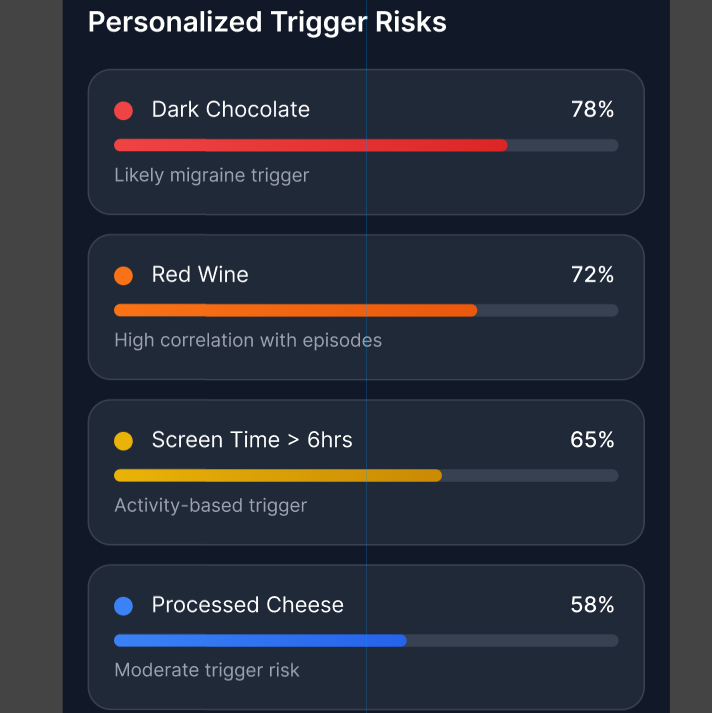 Personalized Trigger Risks
Dark Chocolate 78%
Likely migraine trigger
Red Wine 72%
High correlation with episodes
Screen Time > 6hrs 65%
Activity-based trigger
Processed Cheese 58%
Moderate trigger risk